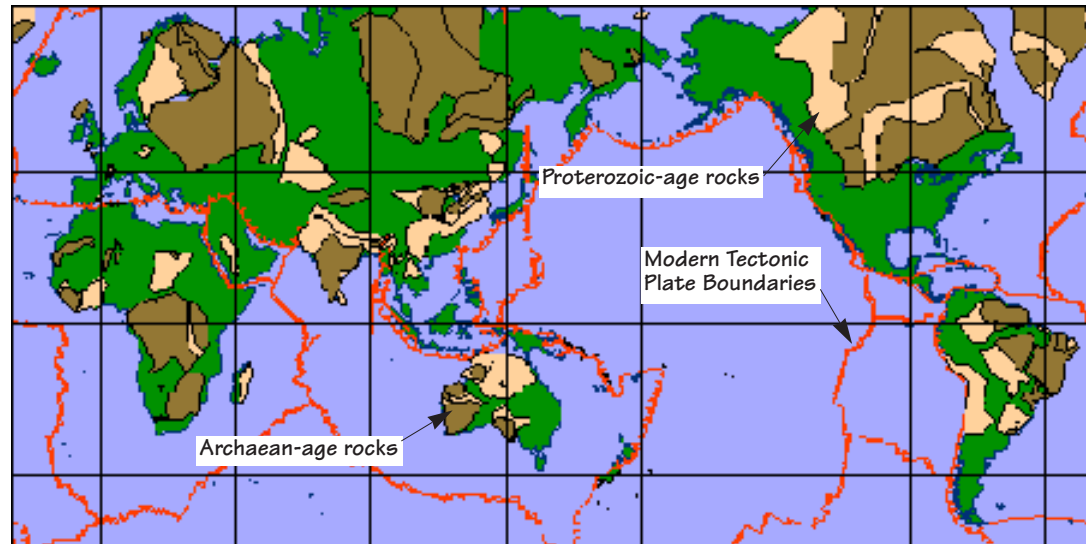 Proterozoic-age rocks
Modern Tectonic
Plate Boundaries
Archaean-age rocks